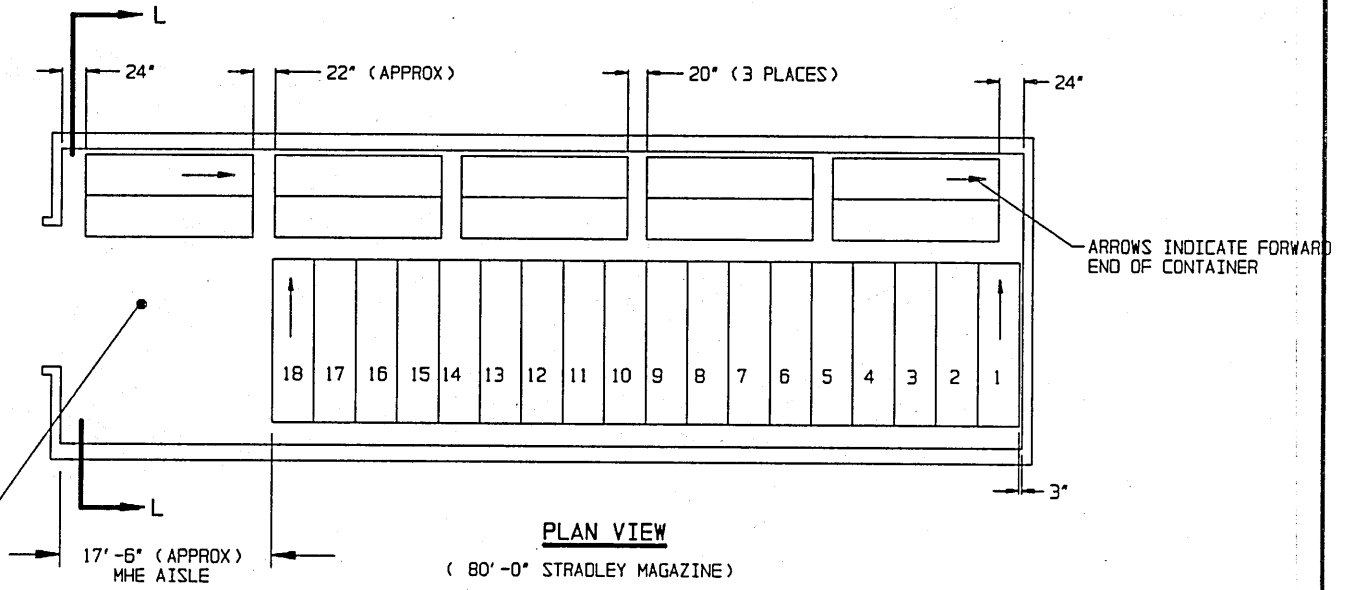 L
24"
22" (APPROX)
20" (3 PLACES)
24"
ARROWS INDICATE FORWARD
END OF CONTAINER
18 17 16 15 14 13 12 11 10 9 8 7 6 5 4 3 2 1
3"
L
17'-6" (APPROX)
MHE AISLE
PLAN VIEW
( 80'-0" STRADLEY MAGAZINE)